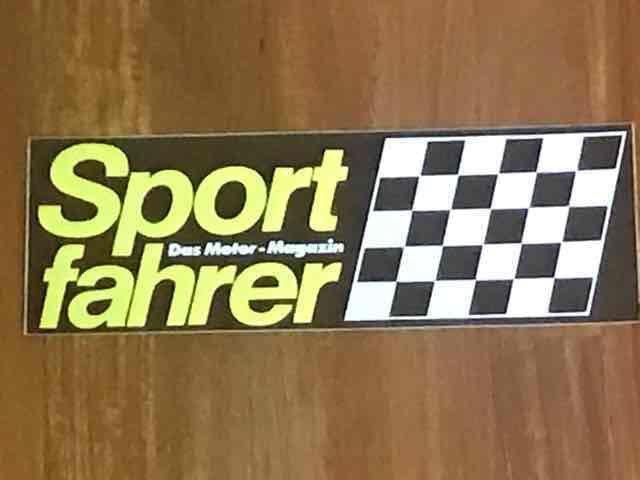 Sport
Das Motor-Magazin
fahrer